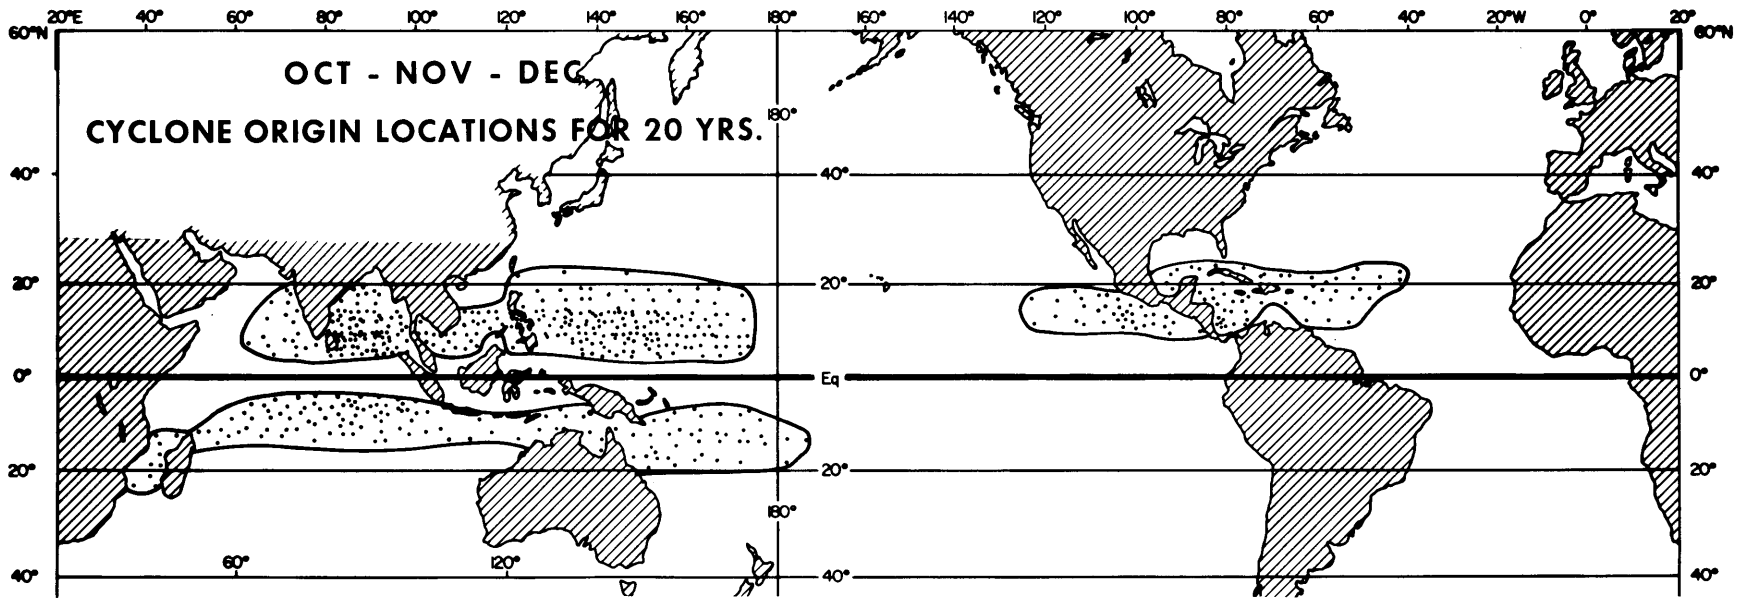 20°E 40° 60° 80° 100° 120° 140° 160° 180° 160° 140° 120° 100° 80° 60° 40° 20°W 0° 20°
60°N 60°N
OCT - NOV - DEC
180°
CYCLONE ORIGIN LOCATIONS FOR 20 YRS.
40° 40° 40°
20° 20° 20°
0° Eq 0°
20° 20° 20°
180°
60° 120°
40° 40° 40°